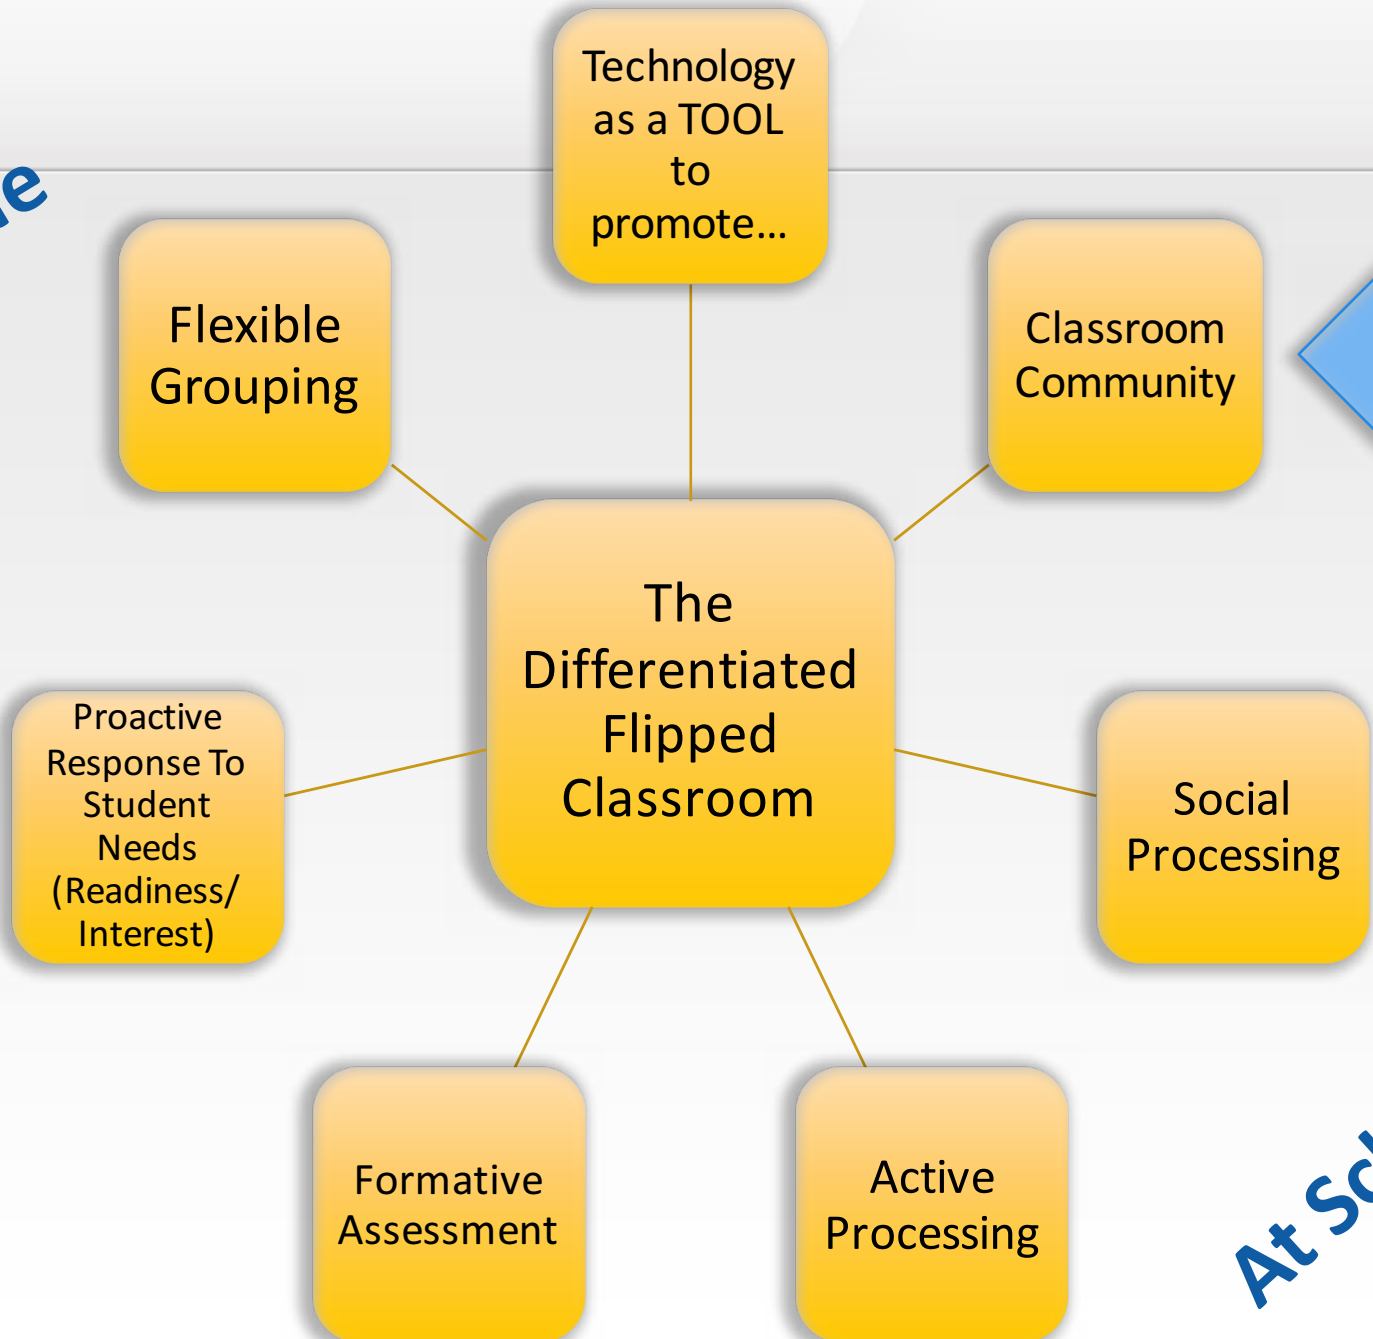 Technology
as a TOOL
to
promote...
Flexible
Grouping
Classroom
Community
The
Differentiated
Flipped
Classroom
Proactive
Response To
Student
Needs
(Readiness/
Interest)
Social
Processing
Formative
Assessment
Active
Processing
At